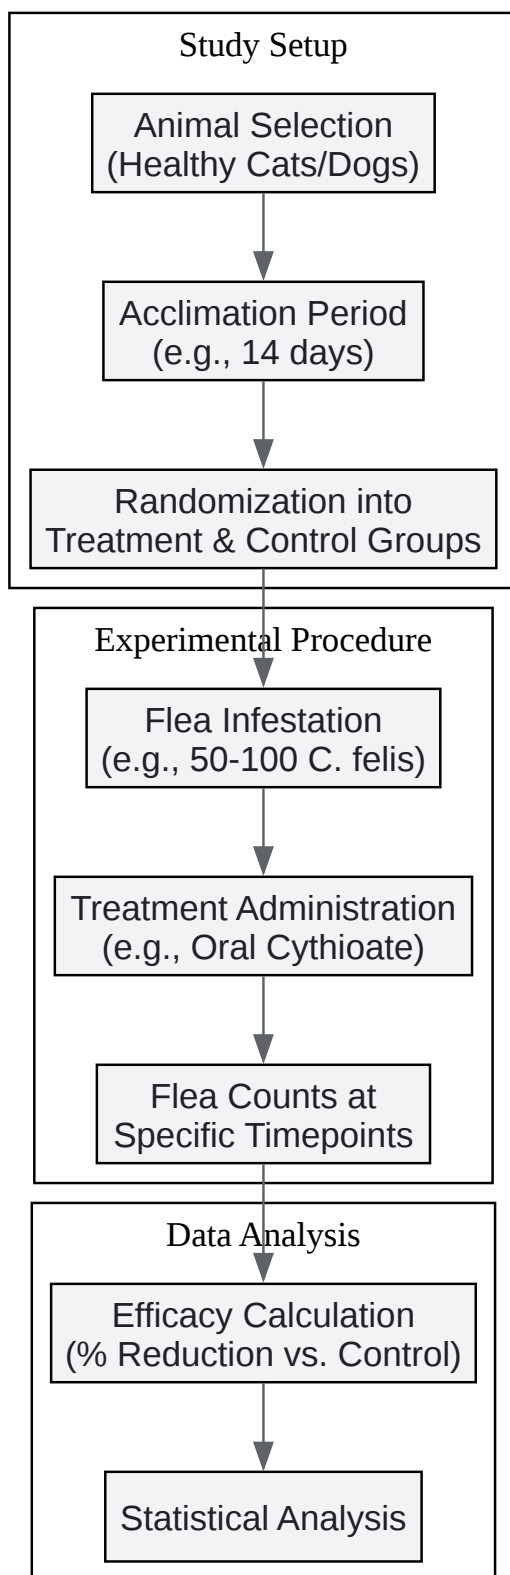 Study Setup
Animal Selection
(Healthy Cats/Dogs)
Acclimation Period
(e.g., 14 days)
Randomization into
Treatment & Control Groups
Experimental Procedure
Flea Infestation
(e.g., 50-100 C. felis)
Treatment Administration
(e.g., Oral Cythioate)
Flea Counts at
Specific Timepoints
Data Analysis
Efficacy Calculation
(% Reduction vs. Control)
Statistical Analysis